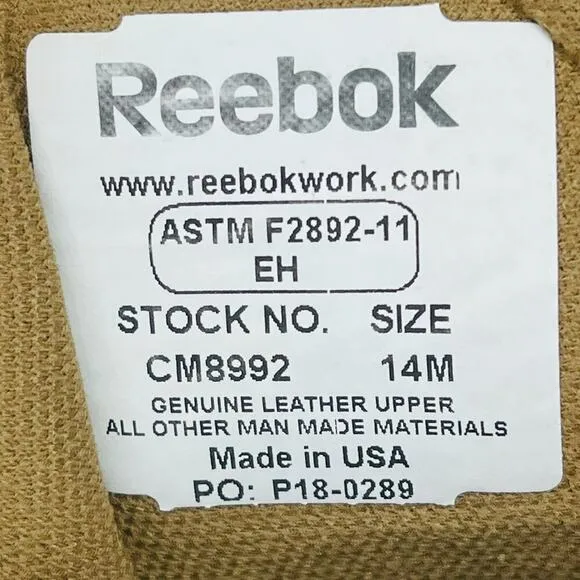 Reebok
www.reebokwork.com
ASTM F2892-11
EH
STOCK NO. SIZE
CM8992 14M
GENUINE LEATHER UPPER
ALL OTHER MAN MADE MATERIALS
Made in USA
PO: P18-0289